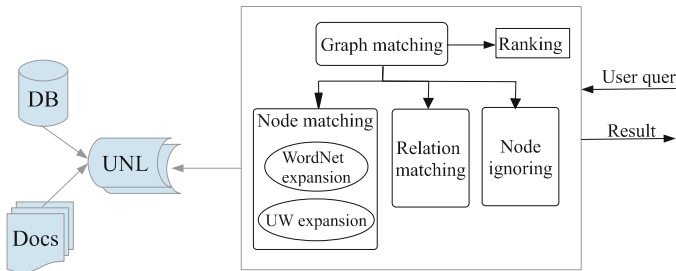 Graph matching
Ranking
DB
UNL
Docs
Node matching
WordNet
expansion
UW expansion
Relation
matching
Node
ignoring
User quer
Result